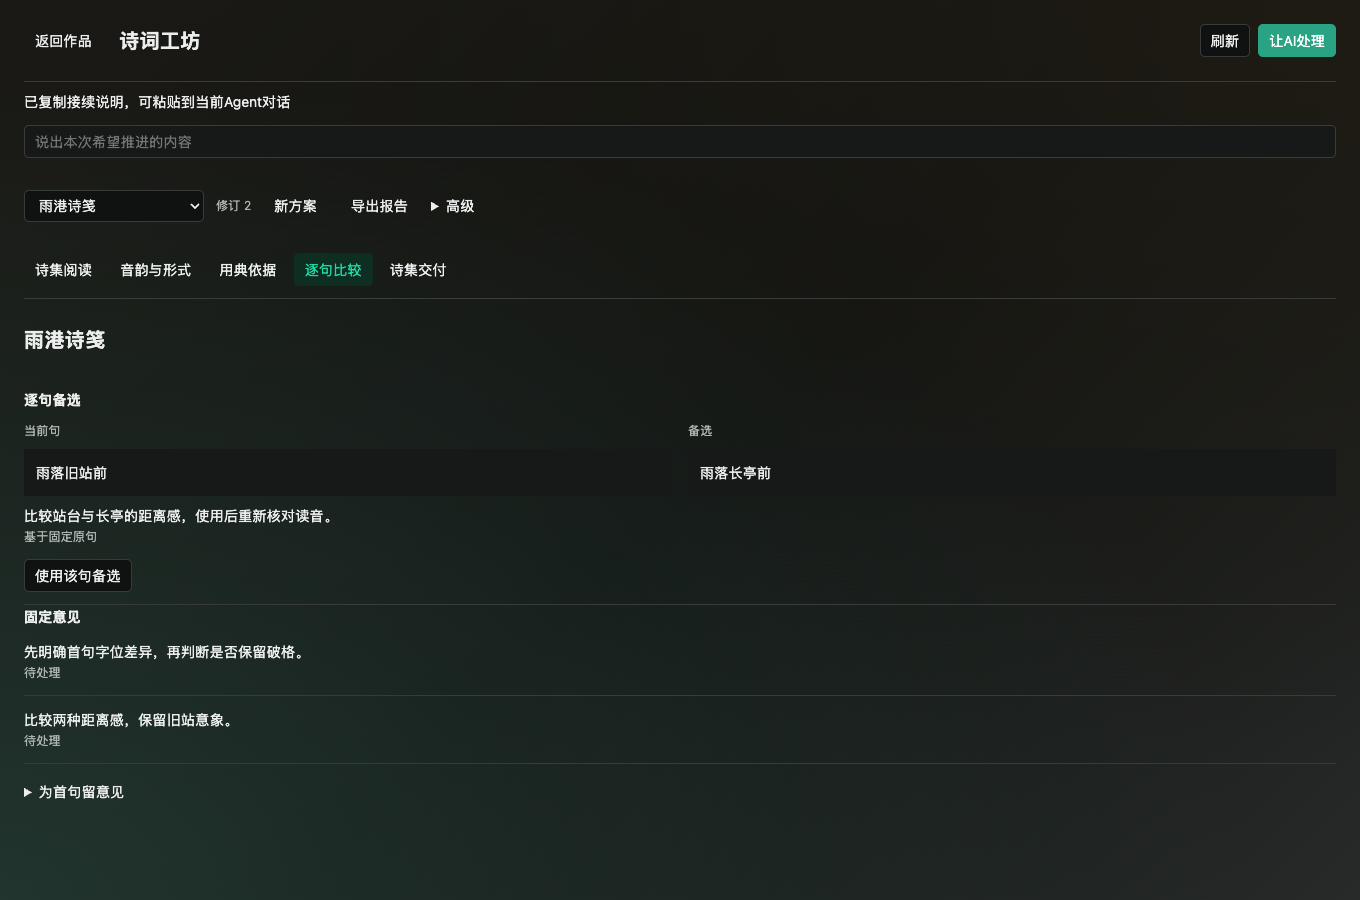 返回作品
诗词工坊
刷新
让AI处理
已复制接续说明，可粘贴到当前Agent对话
说出本次希望推进的内容
雨港诗笺
修订 2
新方案
导出报告
高级
诗集阅读
音韵与形式
用典依据
逐句比较
诗集交付
雨港诗笺
逐句备选
当前句
备选
雨落旧站前
雨落长亭前
比较站台与长亭的距离感，使用后重新核对读音。
基于固定原句
使用该句备选
固定意见
先明确首句字位差异，再判断是否保留破格。
待处理
比较两种距离感，保留旧站意象。
待处理
为首句留意见